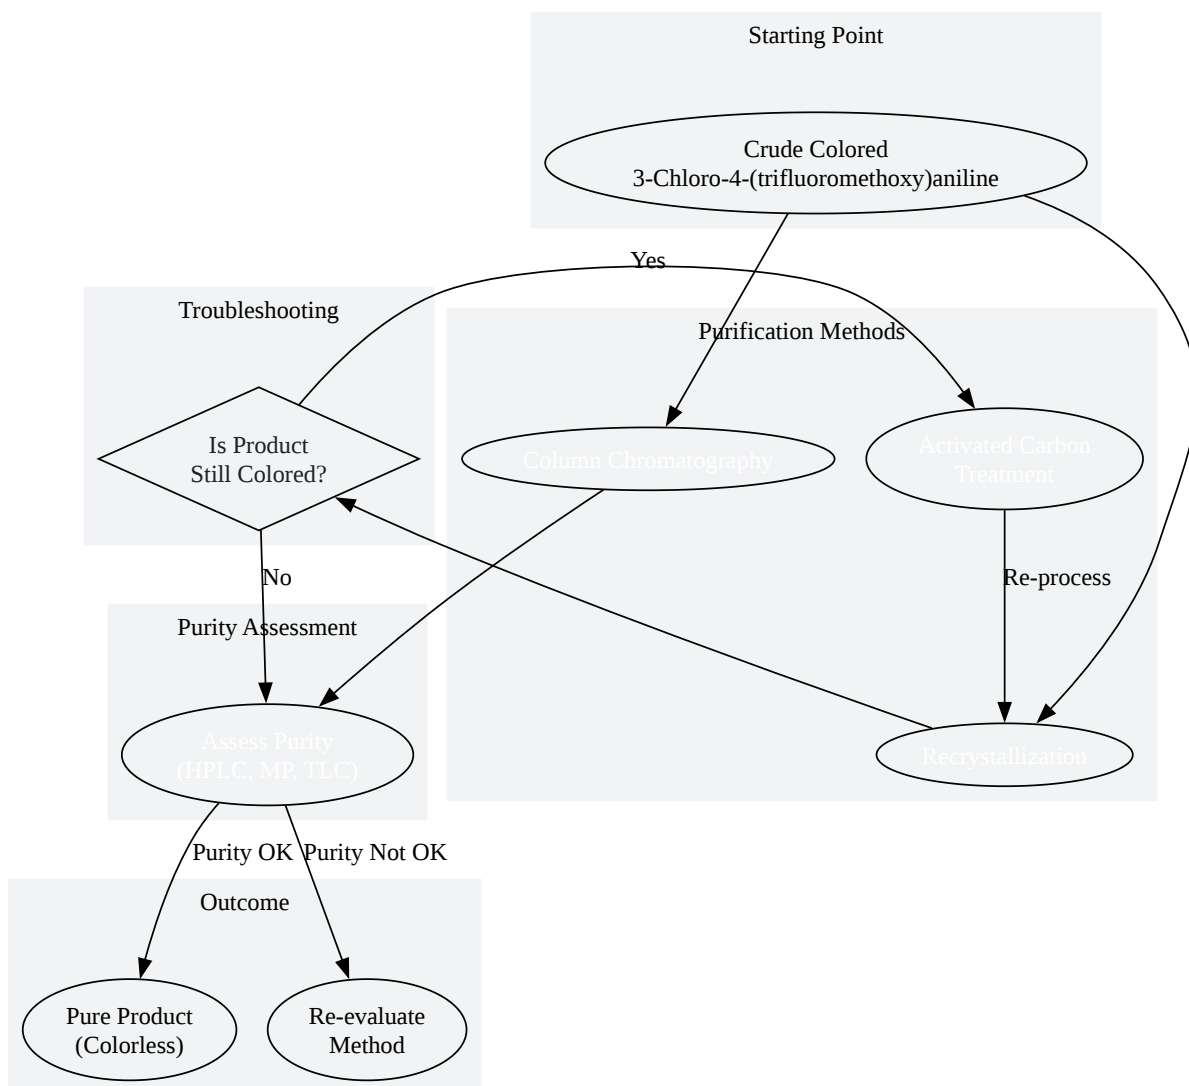 Starting Point
Crude Colored
3-Chloro-4-(trifluoromethoxy)aniline
Yes
Troubleshooting
Purification Methods
Is Product
Still Colored?
Column Chromatography
Activated Carbon
Treatment
No
Re-process
Purity Assessment
Assess Purity
(HPLC, MP, TLC)
Recrystallization
Purity OK
Purity Not OK
Outcome
Pure Product
(Colorless)
Re-evaluate
Method